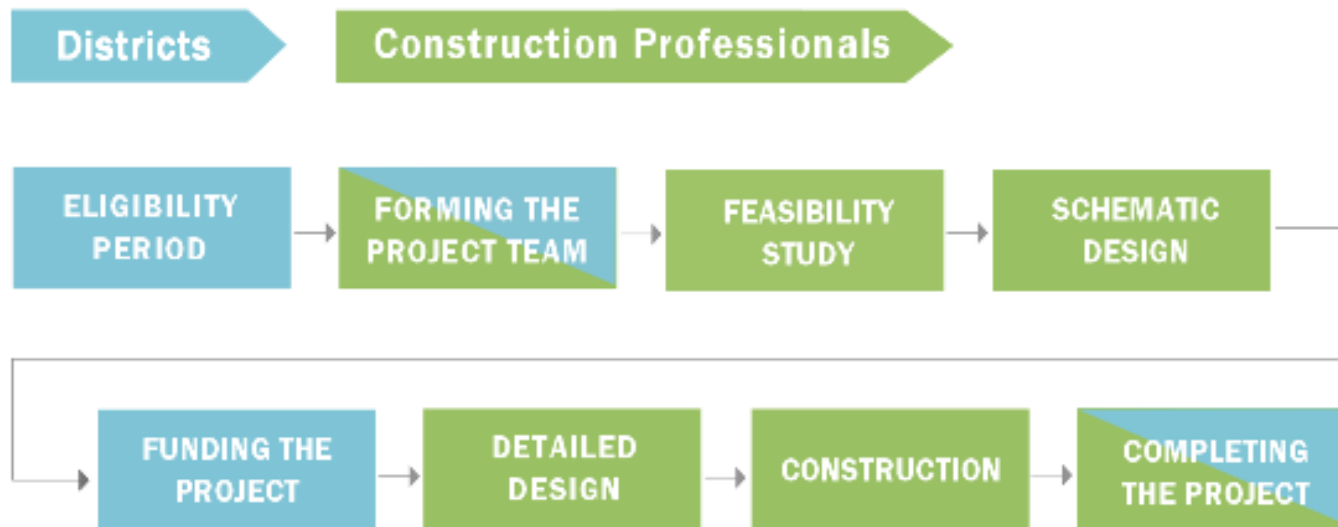 Districts
Construction Professionals
ELIGIBILITY
PERIOD
FORMING THE
PROJECT TEAM
FEASIBILITY
STUDY
SCHEMATIC
DESIGN
FUNDING THE
PROJECT
DETAILED
DESIGN
CONSTRUCTION
COMPLETING
THE PROJECT